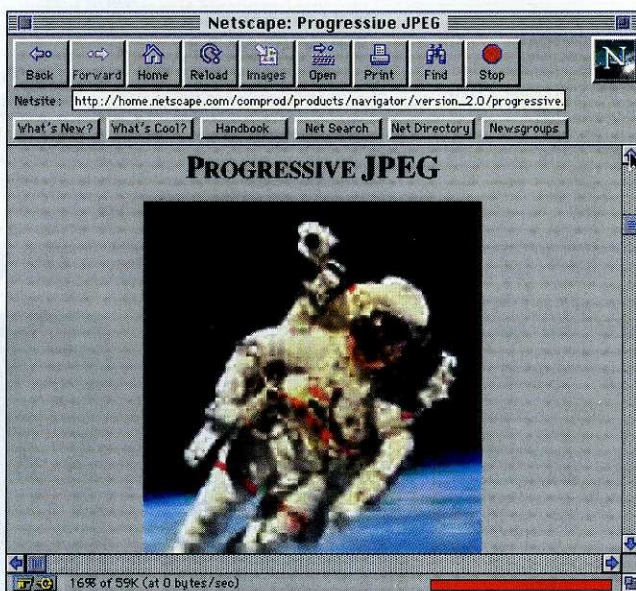 Netscape: Progressive JPEG
Back Forward Home Reload Images Open Print Find Stop
N
Netsite: http://home.netscape.com/comprod/products/navigator/version_2.0/progressive.
What's New? What's Cool? Handbook Net Search Net Directory Newsgroups
PROGRESSIVE JPEG
16% of 59K (at 0 bytes/sec)